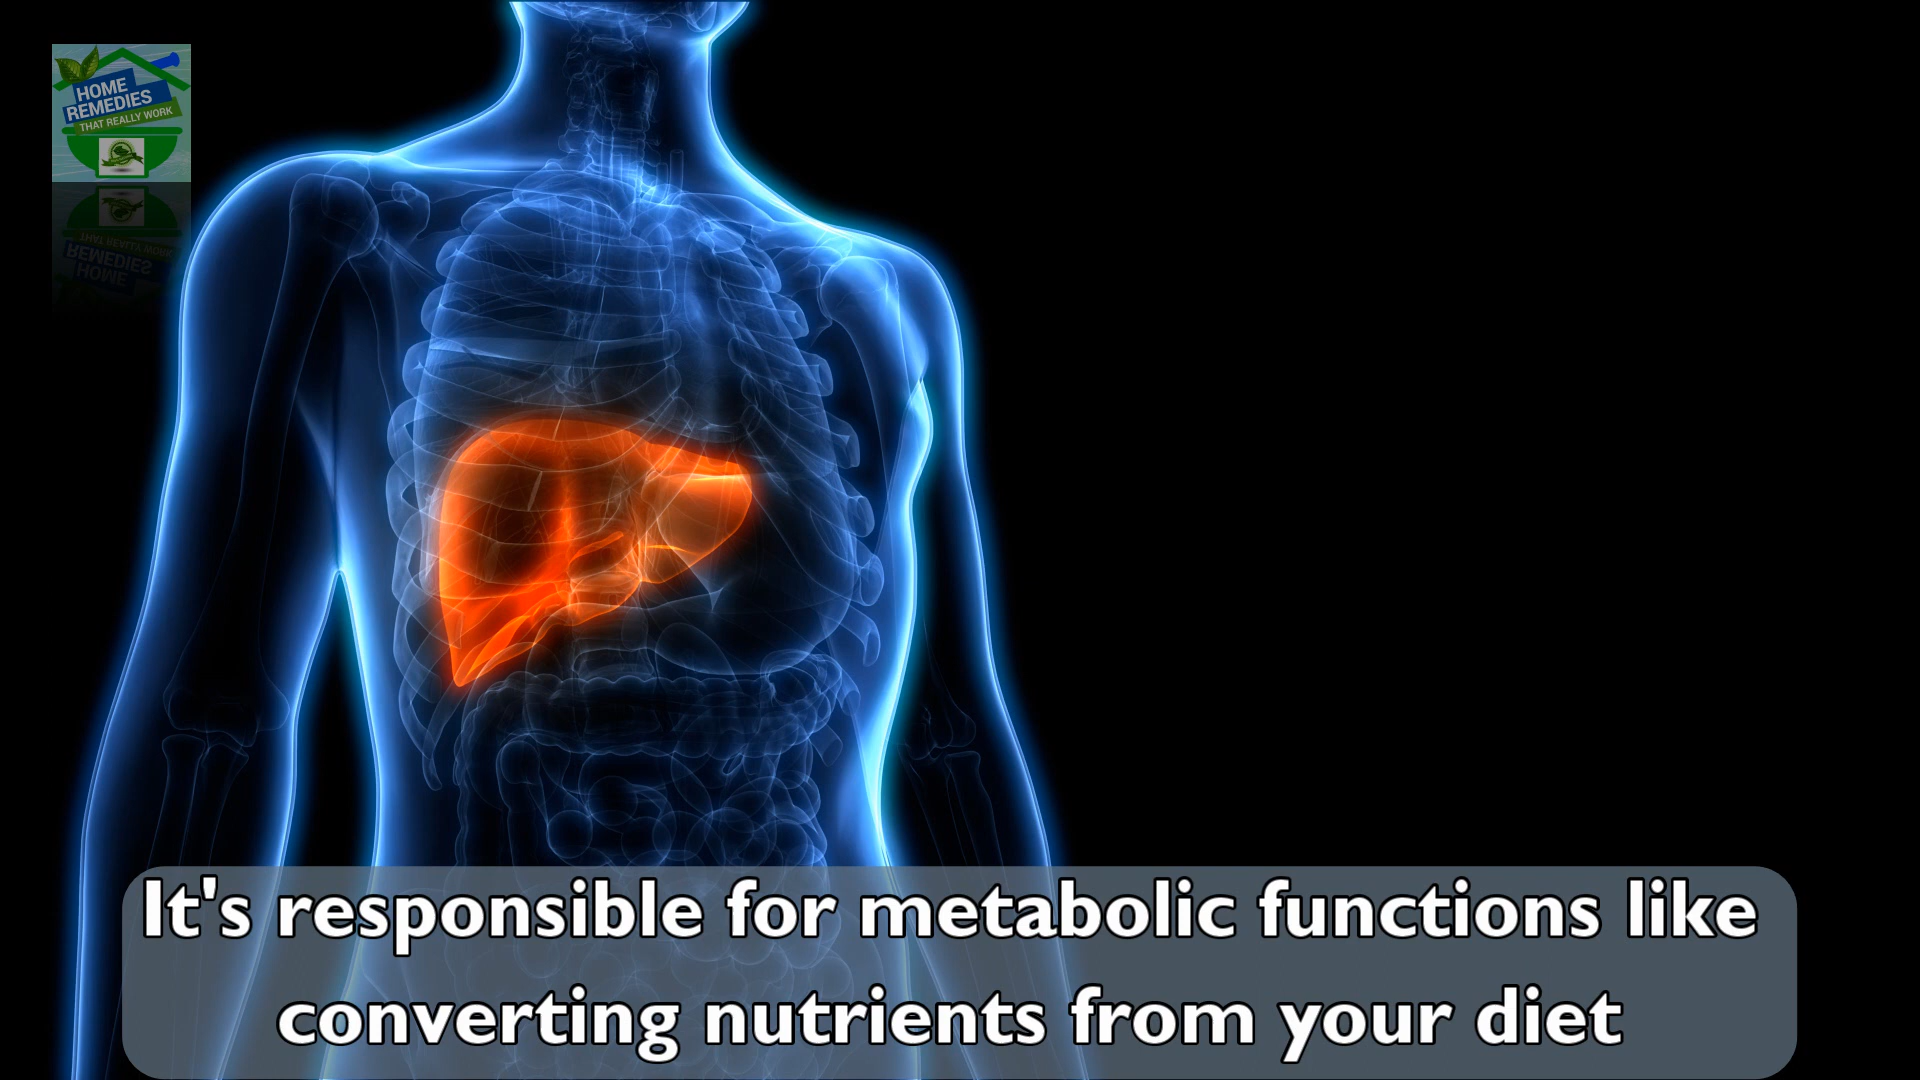 HOME
REMEDIES
THAT REALLY WORK
It's responsible for metabolic functions like
converting nutrients from your diet